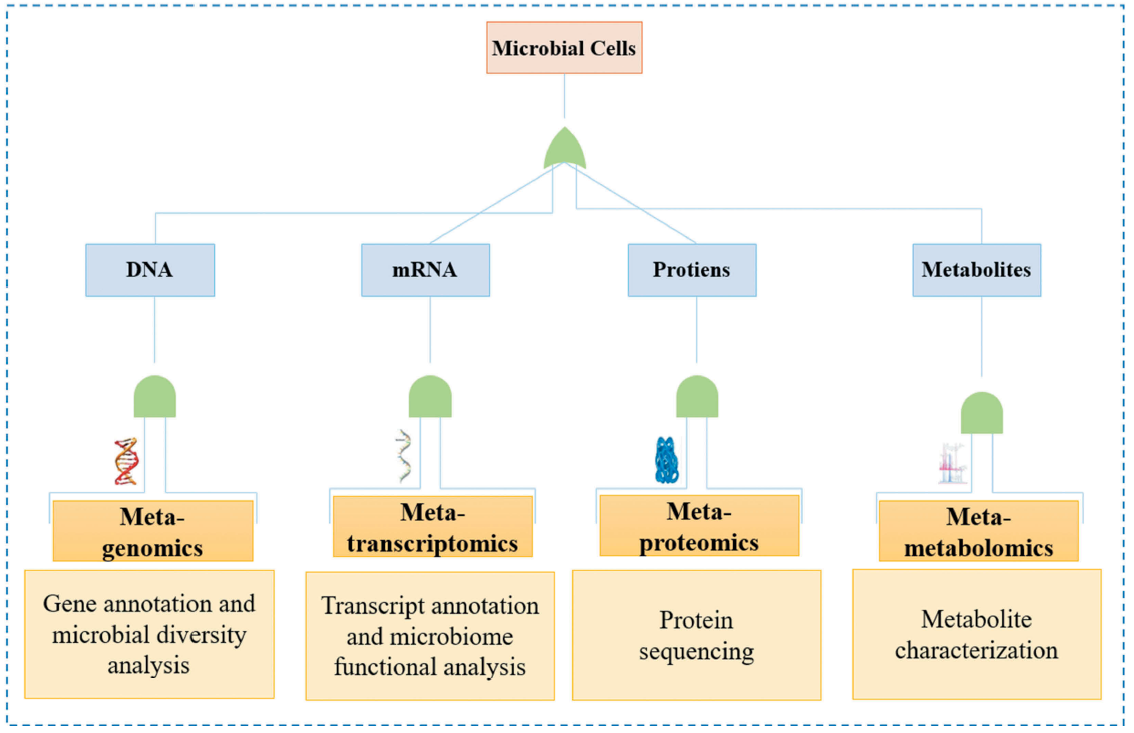 Microbial Cells
DNA
mRNA
Protiens
Metabolites
Meta-
genomics
Meta-
transcriptomics
Meta-
proteomics
Meta-
metabolomics
Gene annotation and
microbial diversity
analysis
Transcript annotation
and microbiome
functional analysis
Protein
sequencing
Metabolite
characterization